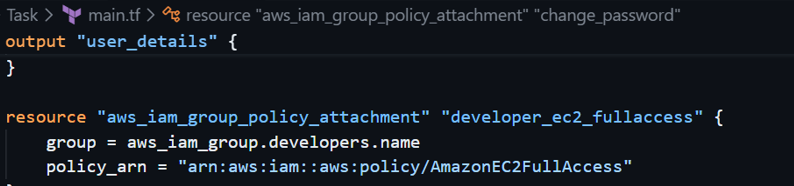 Task > main.tf > resource "aws_iam_group_policy_attachment" "change_password"
output "user_details" {
}
resource "aws_iam_group_policy_attachment" "developer_ec2_fullaccess" {
    group = aws_iam_group.developers.name
    policy_arn = "arn:aws:iam::aws:policy/AmazonEC2FullAccess"